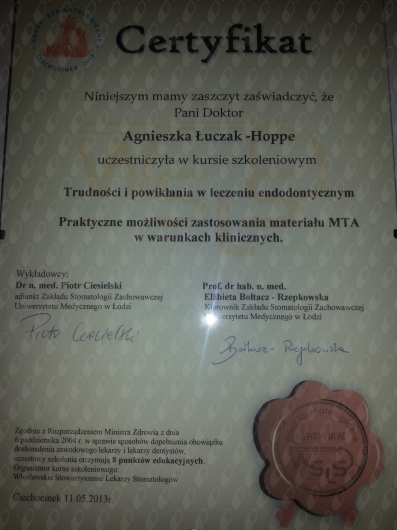 Certyfikat
Niniejszym mamy zaszczyt zaświadczyć, że
Pani Doktor
Agnieszka Łuczak -Hoppe
uczestniczyła w kursie szkoleniowym
Trudności i powikłania w leczeniu endodontycznym
Praktyczne możliwości zastosowania materiału MTA
w warunkach klinicznych.
Wykładowcy:
Dr n. med. Piotr Ciesielski
adiunkt Zakładu Stomatologii Zachowawczej
Uniwersytetu Medycznego w Łodzi
Prof. dr hab. n. med.
Elżbieta Bołtacz - Rzepkowska
Kierownik Zakładu Stomatologii Zachowawczej
Uniwersytetu Medycznego w Łodzi
Piotr Ciesielski
Bołtacz- Rzepkowska
Zgodnie z Rozporządzeniem Ministra Zdrowia z dnia
6 października 2004 r. w sprawie sposobów dopełnienia obowiązku
doskonalenia zawodowego lekarzy i lekarzy dentystów,
uczestnicy szkolenia otrzymują 8 punktów edukacyjnych.
Organizator kursu szkoleniowego:
Włocławskie Stowarzyszenie Lekarzy Stomatologów
Ciechocinek 11.05.2013r.
CERTYFIKAT